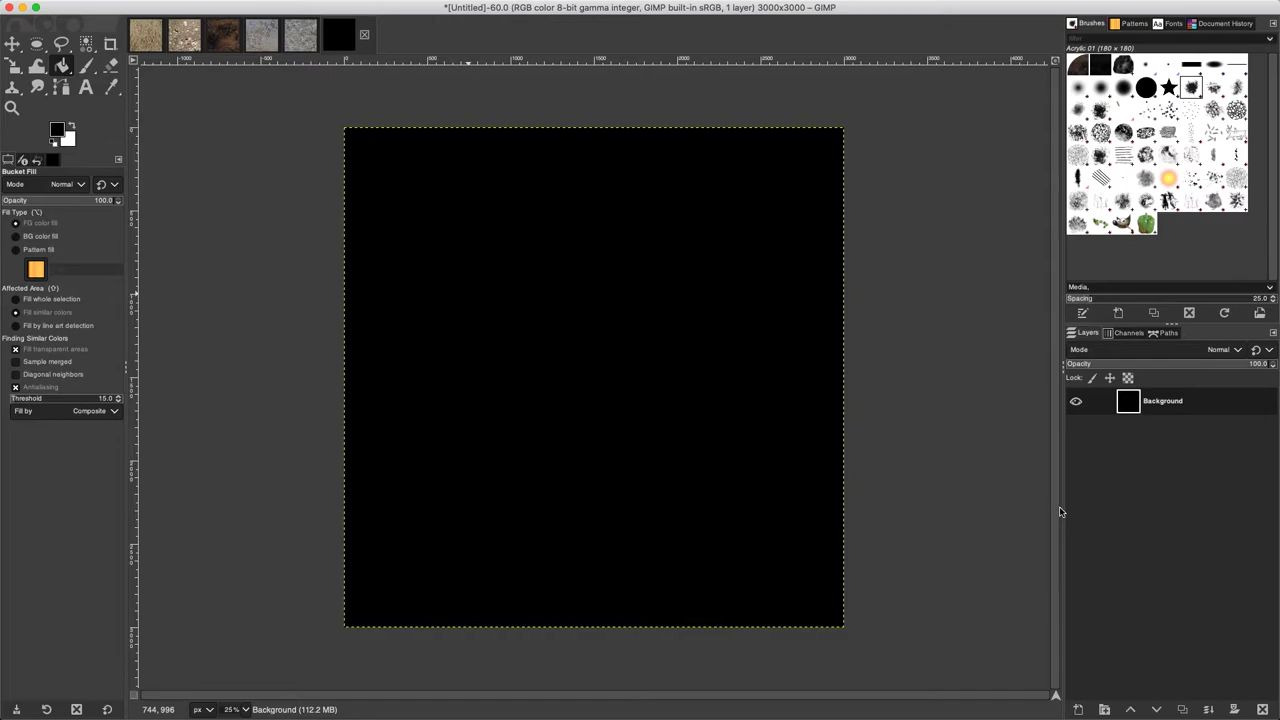 *[Untitled]-60.0 (RGB color 8-bit gamma integer, GIMP built-in sRGB, 1 layer) 3000x3000 – GIMP
Brushes Patterns Aa Fonts Document History
filter
Acrylic 01 (180 × 180)
Bucket Fill
Mode Normal
Opacity 100.0
Fill Type (⌥)
FG color fill
BG color fill
Pattern fill
Affected Area (⇧)
Fill whole selection
Fill similar colors
Fill by line art detection
Finding Similar Colors
Fill transparent areas
Sample merged
Diagonal neighbors
Antialiasing
Threshold 15.0
Fill by Composite
Media,
Spacing 25.0
Layers Channels Paths
Mode Normal
Opacity 100.0
Lock:
Background
744, 996 px 25% Background (112.2 MB)